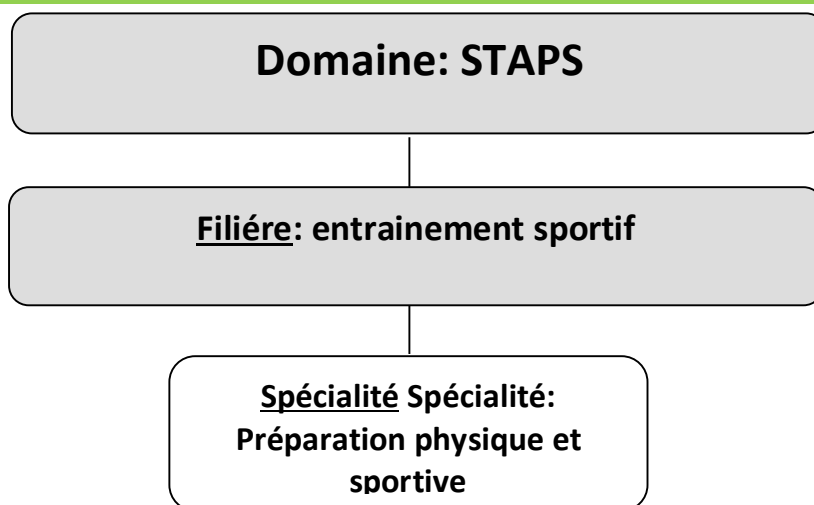 Domaine: STAPS
Filiére: entrainement sportif
Spécialité Spécialité:
Préparation physique et
sportive